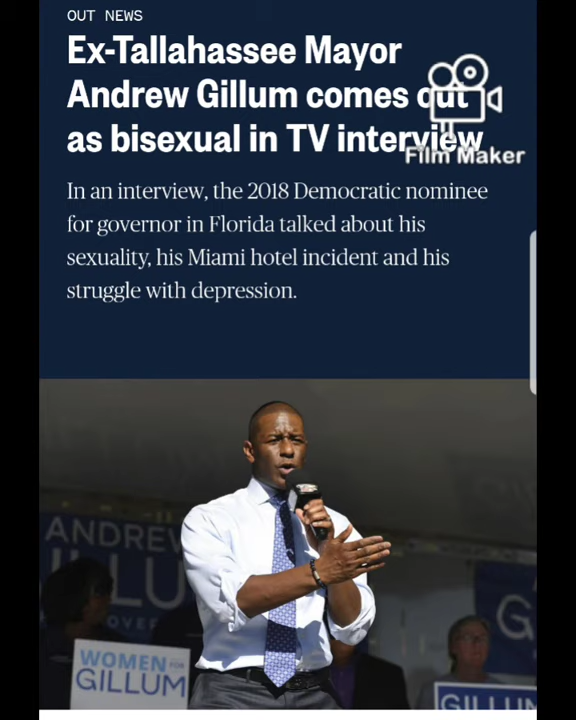 OUT NEWS
Ex-Tallahassee Mayor
Andrew Gillum comes out
as bisexual in TV interview
Film Maker
In an interview, the 2018 Democratic nominee
for governor in Florida talked about his
sexuality, his Miami hotel incident and his
struggle with depression.
ANDREW
WOMEN FOR
GILLUM
GILLUM